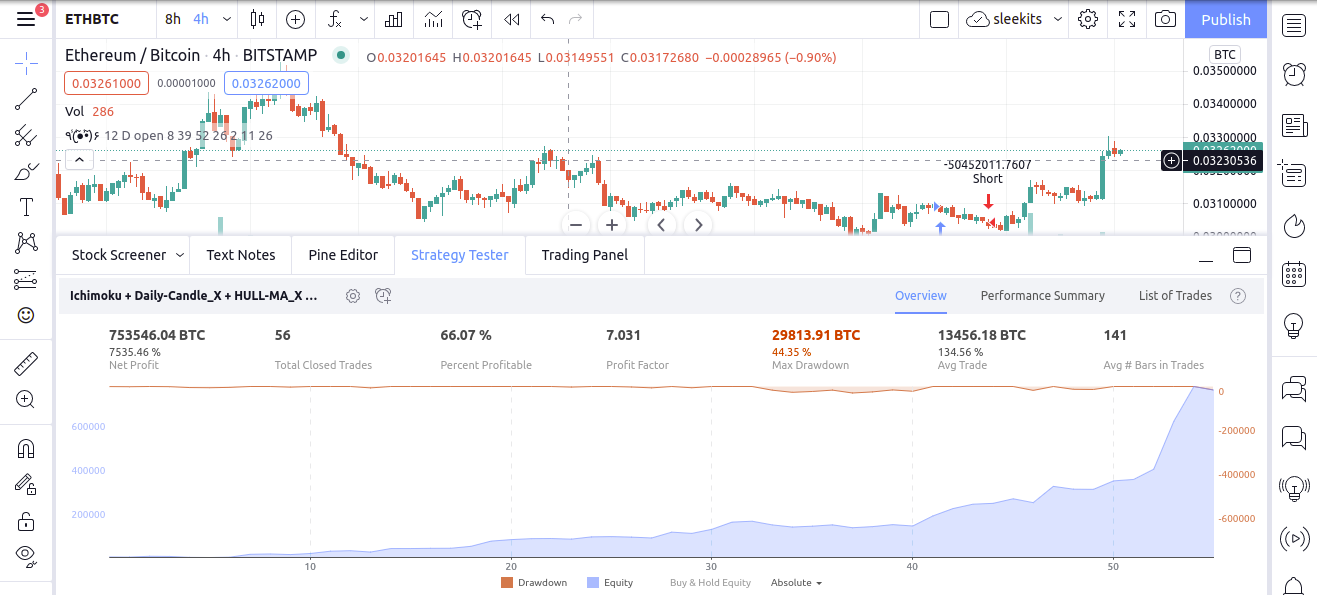 3
ETHBTC 8h 4h sleekits Publish
Ethereum / Bitcoin · 4h · BITSTAMP O0.03201645 H0.03201645 L0.03149551 C0.03172680 −0.00028965 (−0.90%) BTC
0.03500000
0.03261000 0.00001000 0.03262000
0.03400000
Vol 286
12 D open 8 39 52 26 2 11 26 0.03300000
0.03230536
-50452011.7607
Short
0.03100000
Stock Screener Text Notes Pine Editor Strategy Tester Trading Panel
Ichimoku + Daily-Candle_X + HULL-MA_X ... Overview Performance Summary List of Trades ?
753546.04 BTC 56 66.07 % 7.031 29813.91 BTC 13456.18 BTC 141
7535.46 % 44.35 % 134.56 %
Net Profit Total Closed Trades Percent Profitable Profit Factor Max Drawdown Avg Trade Avg # Bars in Trades
0
600000 -200000
400000 -400000
200000 -600000
10 20 30 40 50
Drawdown Equity Buy & Hold Equity Absolute